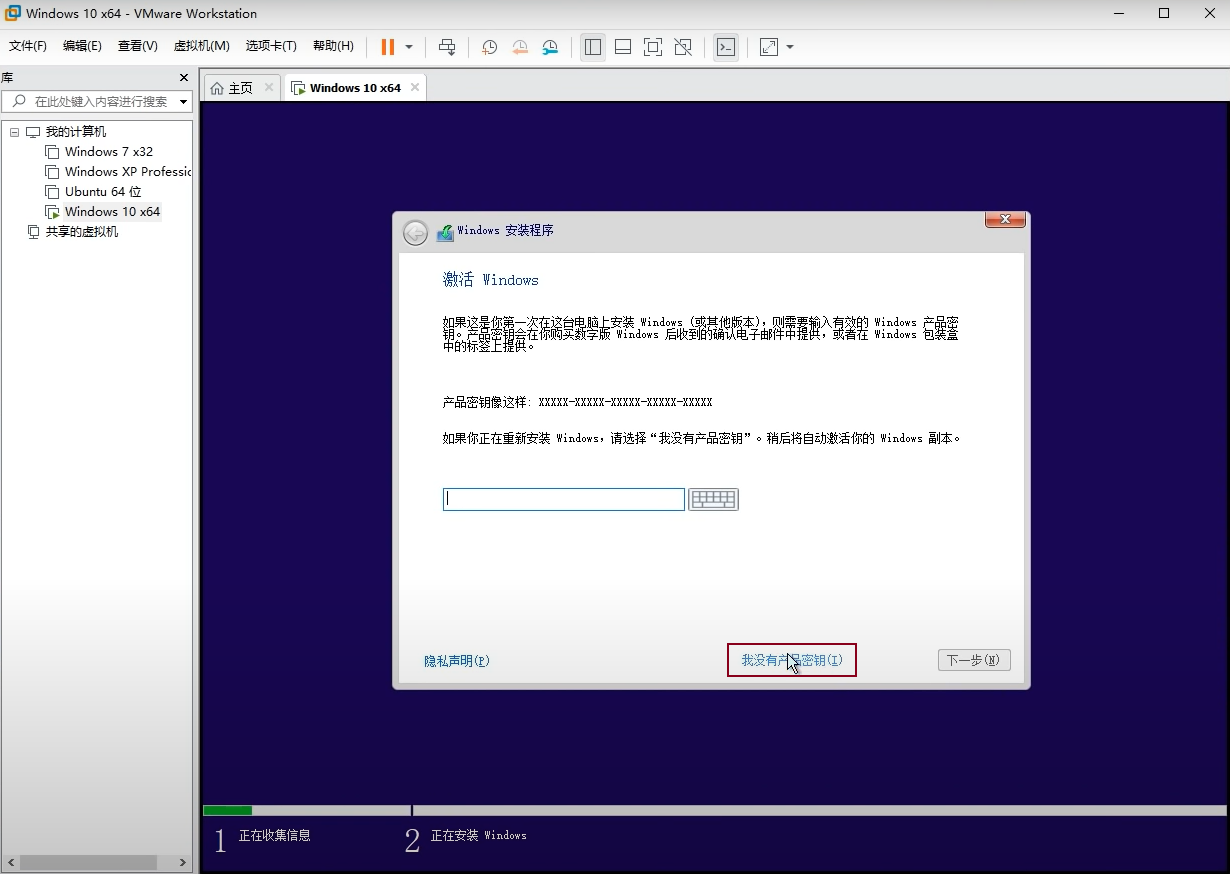 Windows 10 x64 - VMware Workstation
文件(F) 编辑(E) 查看(V) 虚拟机(M) 选项卡(T) 帮助(H)
库
在此处键入内容进行搜索
我的计算机
Windows 7 x32
Windows XP Professic
Ubuntu 64 位
Windows 10 x64
共享的虚拟机
主页
Windows 10 x64
Windows 安装程序
激活 Windows
如果这是你第一次在这台电脑上安装 Windows (或其他版本)，则需要输入有效的 Windows 产品密
钥。产品密钥会在你购买数字版 Windows 后收到的确认电子邮件中提供，或者在 Windows 包装盒
中的标签上提供。
产品密钥像这样: XXXXX-XXXXX-XXXXX-XXXXX-XXXXX
如果你正在重新安装 Windows，请选择“我没有产品密钥”。稍后将自动激活你的 Windows 副本。
隐私声明(P)
我没有产品密钥(I)
下一步(N)
1 正在收集信息
2 正在安装 Windows